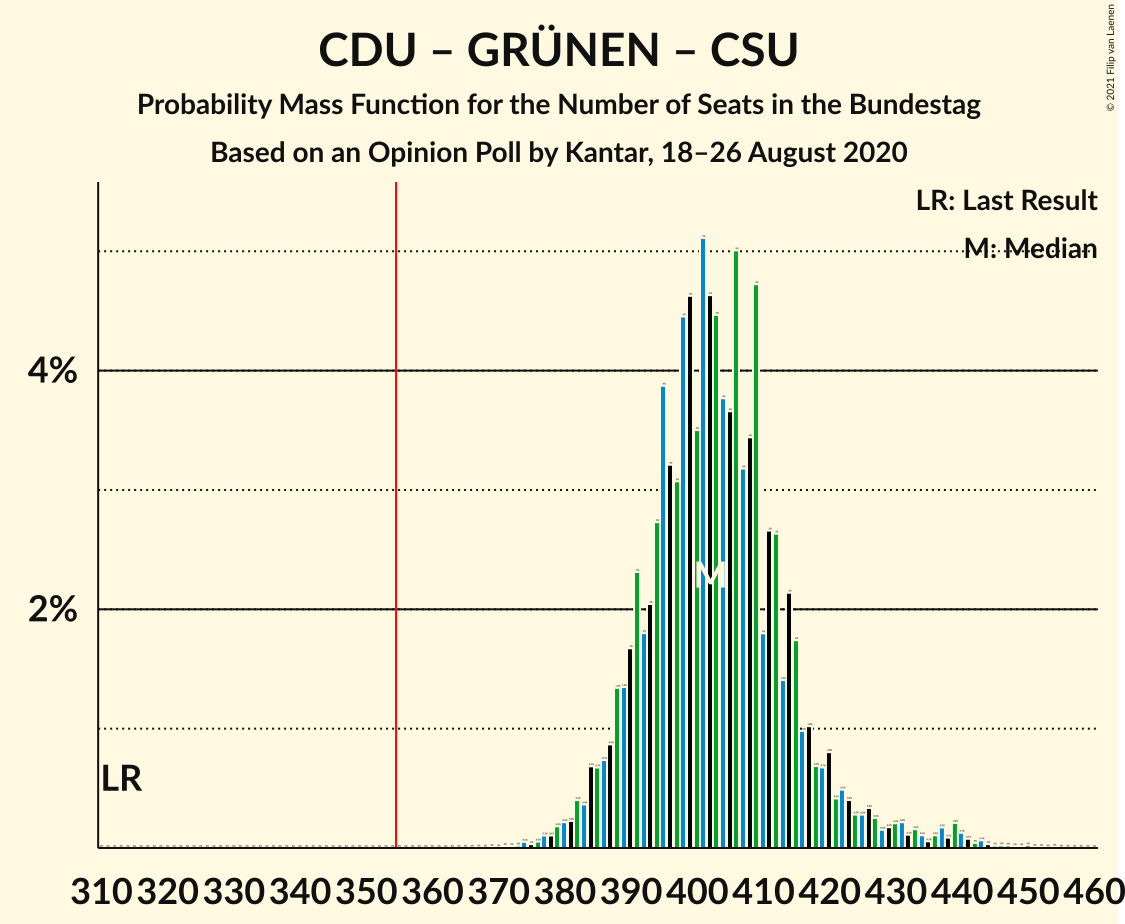 CDU – GRÜNEN – CSU
Probability Mass Function for the Number of Seats in the Bundestag
Based on an Opinion Poll by Kantar, 18–26 August 2020
© 2021 Filip van Laenen
LR: Last Result
M: Median
4%
2%
M
LR
310 320 330 340 350 360 370 380 390 400 410 420 430 440 450 460